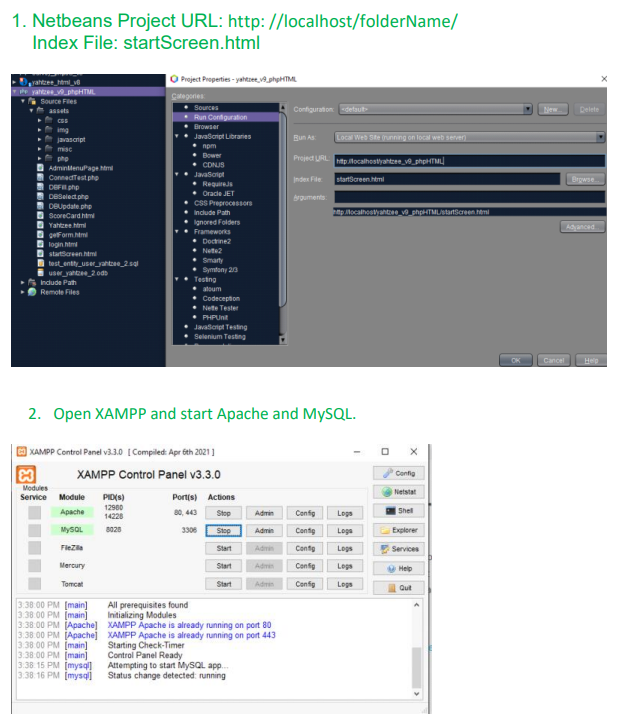 1. Netbeans Project URL: http: //localhost/folderName/
Index File: startScreen.html
yahtzee_html_v8
yahtzee_v9_phpHTML
Source Files
assets
css
img
javascript
misc
php
AdminMenuPage.html
ConnectTest.php
DBFill.php
DBSelect.php
DBUpdate.php
ScoreCard.html
Yahtzee.html
getForm.html
login.html
startScreen.html
test_entity_user_yahtzee_2.sql
user_yahtzee_2.odb
Include Path
Remote Files
Project Properties - yahtzee_v9_phpHTML
Categories:
Sources
Run Configuration
Browser
JavaScript Libraries
npm
Bower
CDNJS
JavaScript
RequireJs
Oracle JET
CSS Preprocessors
Include Path
Ignored Folders
Frameworks
Doctrine2
Nette2
Smarty
Symfony 2/3
Testing
atoum
Codeception
Nette Tester
PHPUnit
JavaScript Testing
Selenium Testing
Configuration: <default> New... Delete
Run As: Local Web Site (running on local web server)
Project URL: http://localhost/yahtzee_v9_phpHTML
Index File: startScreen.html Browse...
Arguments:
http://localhost/yahtzee_v9_phpHTML/startScreen.html
Advanced...
OK Cancel Help
2. Open XAMPP and start Apache and MySQL.
XAMPP Control Panel v3.3.0 [ Compiled: Apr 6th 2021 ]
XAMPP Control Panel v3.3.0
Modules
Service Module PID(s) Port(s) Actions
Apache 12980 14228 80, 443 Stop Admin Config Logs
MySQL 8028 3306 Stop Admin Config Logs
FileZilla Start Admin Config Logs
Mercury Start Admin Config Logs
Tomcat Start Admin Config Logs
Config
Netstat
Shell
Explorer
Services
Help
Quit
3:38:00 PM [main] All prerequisites found
3:38:00 PM [main] Initializing Modules
3:38:00 PM [Apache] XAMPP Apache is already running on port 80
3:38:00 PM [Apache] XAMPP Apache is already running on port 443
3:38:00 PM [main] Starting Check-Timer
3:38:00 PM [main] Control Panel Ready
3:38:15 PM [mysql] Attempting to start MySQL app...
3:38:16 PM [mysql] Status change detected: running